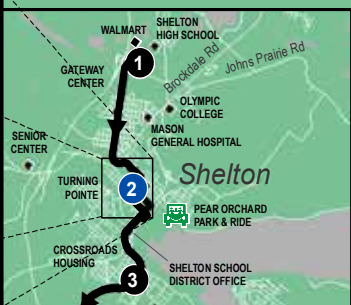 WALMART
SHELTON
HIGH SCHOOL
1
GATEWAY
CENTER
Brockdale Rd
Johns Prairie Rd
OLYMPIC
COLLEGE
MASON
GENERAL HOSPITAL
SENIOR
CENTER
Shelton
TURNING
POINTE
2
PEAR ORCHARD
PARK & RIDE
CROSSROADS
HOUSING
SHELTON SCHOOL
DISTRICT OFFICE
3